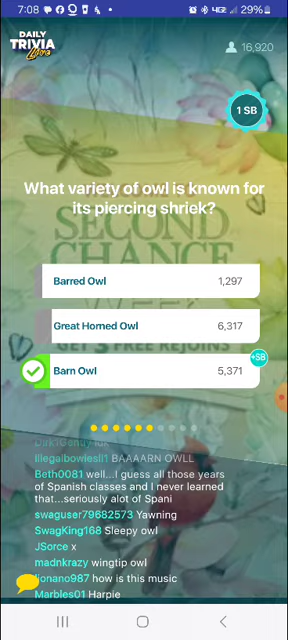 7:08
29%
DAILY
TRIVIA
Live
16,920
1 SB
What variety of owl is known for
its piercing shriek?
SECOND
CHANCE
Barred Owl 1,297
Great Horned Owl 6,317
GET 3 FREE REJOINS
+SB
Barn Owl 5,371
Illegalbowlesli1 BAAAARN OWLL
Beth0081 well...I guess all those years
of Spanish classes and I never learned
that...seriously alot of Spani
swaguser79682573 Yawning
SwagKing168 Sleepy owl
JSorce x
madnkrazy wingtip owl
lionano987 how is this music
Marbles01 Harpie